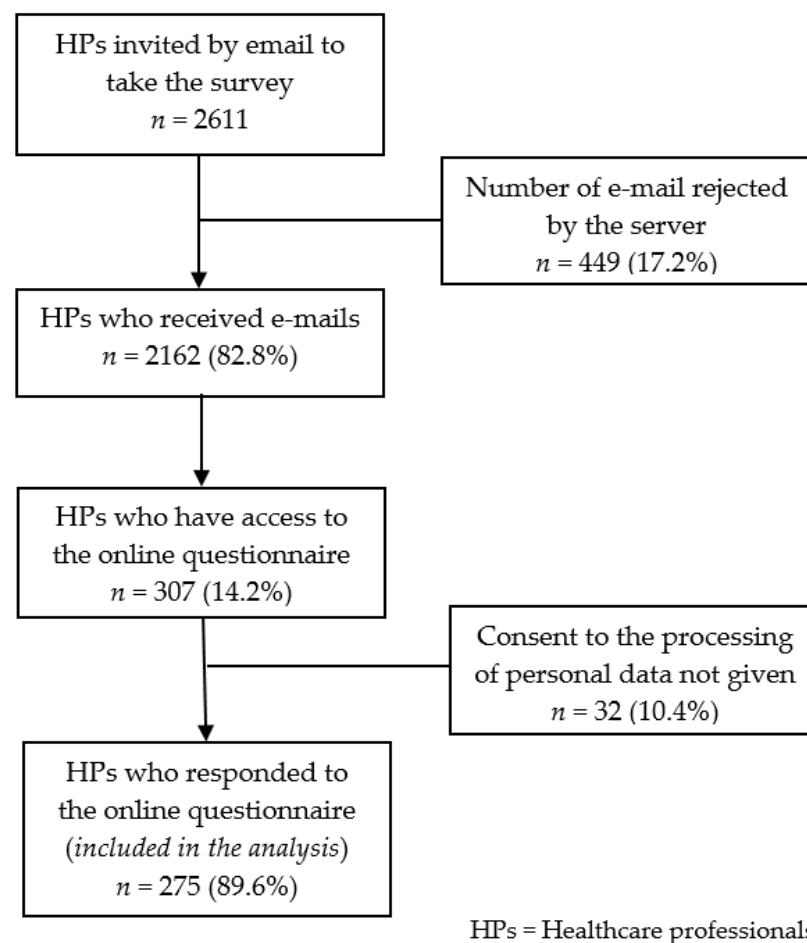 HPs invited by email to
take the survey
n = 2611
Number of e-mail rejected
by the server
n = 449 (17.2%)
HPs who received e-mails
n = 2162 (82.8%)
HPs who have access to
the online questionnaire
n = 307 (14.2%)
Consent to the processing
of personal data not given
n = 32 (10.4%)
HPs who responded to
the online questionnaire
(included in the analysis)
n = 275 (89.6%)
HPs = Healthcare professionals